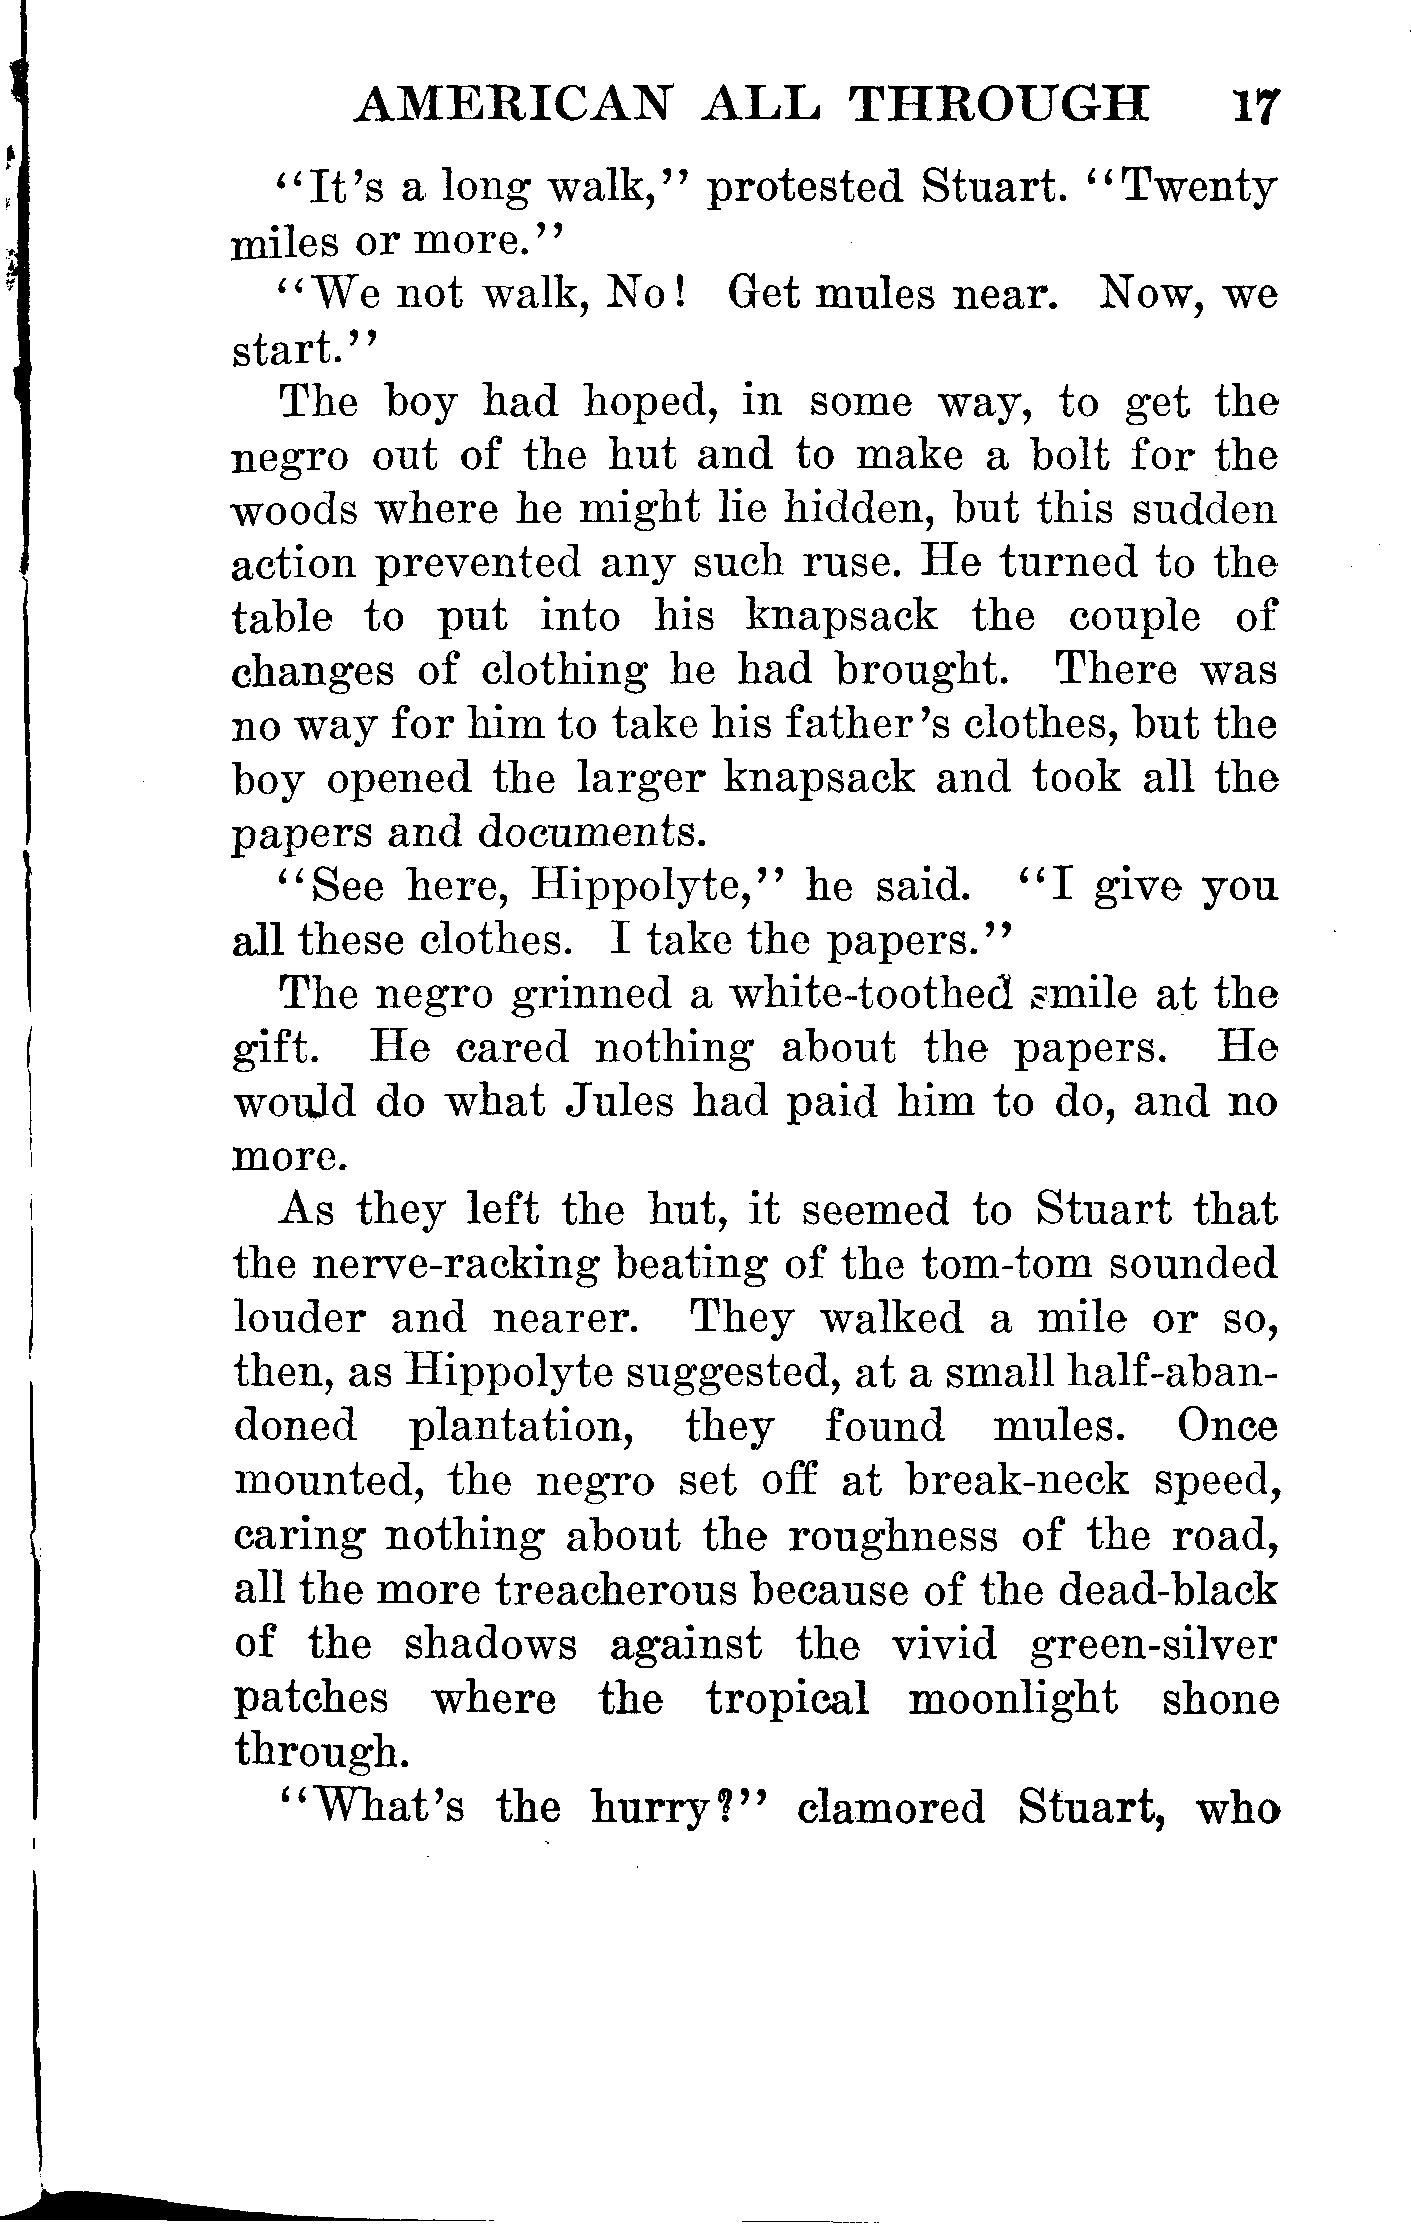 AMERICAN ALL THROUGH 17
“It’s a long walk,” protested Stuart. “Twenty
miles or more.”
“We not walk, No! Get mules near. Now, we
start.”
The boy had hoped, in some way, to get the
negro out of the hut and to make a bolt for the
woods where he might lie hidden, but this sudden
action prevented any such ruse. He turned to the
table to put into his knapsack the couple of
changes of clothing he had brought. There was
no way for him to take his father’s clothes, but the
boy opened the larger knapsack and took all the
papers and documents.
“See here, Hippolyte,” he said. “I give you
all these clothes. I take the papers.”
The negro grinned a white-toothed smile at the
gift. He cared nothing about the papers. He
would do what Jules had paid him to do, and no
more.
As they left the hut, it seemed to Stuart that
the nerve-racking beating of the tom-tom sounded
louder and nearer. They walked a mile or so,
then, as Hippolyte suggested, at a small half-aban-
doned plantation, they found mules. Once
mounted, the negro set off at break-neck speed,
caring nothing about the roughness of the road,
all the more treacherous because of the dead-black
of the shadows against the vivid green-silver
patches where the tropical moonlight shone
through.
“What’s the hurry?” clamored Stuart, who